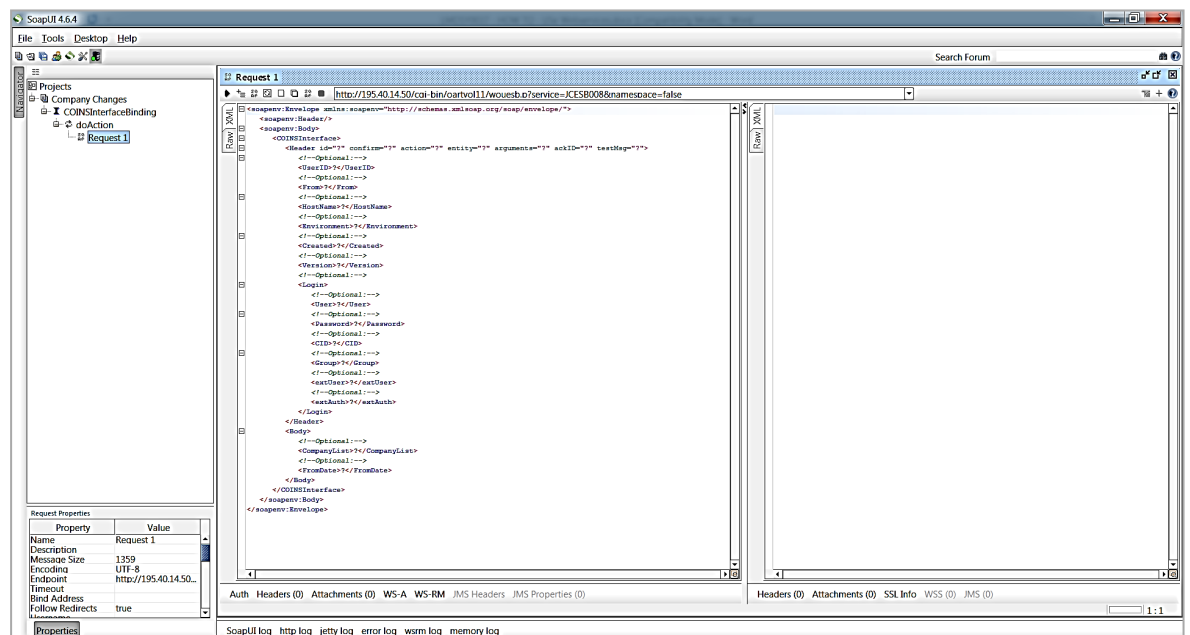 SoapUI 4.6.4
File Tools Desktop Help
Search Forum
Navigator
Projects
Company Changes
COINSInterfaceBinding
doAction
Request 1
Request Properties
Property Value
Name Request 1
Description
Message Size 1359
Encoding UTF-8
Endpoint http://195.40.14.50...
Timeout
Bind Address
Follow Redirects true
Properties
Request 1
http://195.40.14.50/cgi-bin/oartvol11/wouesb.p?service=JCESB008&namespace=false
XML
Raw
<soapenv:Envelope xmlns:soapenv="http://schemas.xmlsoap.org/soap/envelope/">
<soapenv:Header/>
<soapenv:Body>
<COINSInterface>
<Header id="?" confirm="?" action="?" entity="?" arguments="?" ackID="?" testMsg="?">
<!--Optional:-->
<UserID>?</UserID>
<!--Optional:-->
<From>?</From>
<!--Optional:-->
<HostName>?</HostName>
<!--Optional:-->
<Environment>?</Environment>
<!--Optional:-->
<Created>?</Created>
<!--Optional:-->
<Version>?</Version>
<!--Optional:-->
<Login>
<!--Optional:-->
<User>?</User>
<!--Optional:-->
<Password>?</Password>
<!--Optional:-->
<CID>?</CID>
<!--Optional:-->
<Group>?</Group>
<!--Optional:-->
<extUser>?</extUser>
<!--Optional:-->
<extAuth>?</extAuth>
</Login>
</Header>
<Body>
<!--Optional:-->
<CompanyList>?</CompanyList>
<!--Optional:-->
<FromDate>?</FromDate>
</Body>
</COINSInterface>
</soapenv:Body>
</soapenv:Envelope>
Auth Headers (0) Attachments (0) WS-A WS-RM JMS Headers JMS Properties (0)
XML
Raw
Headers (0) Attachments (0) SSL Info WSS (0) JMS (0)
1:1
SoapUI log http log jetty log error log wsrm log memory log